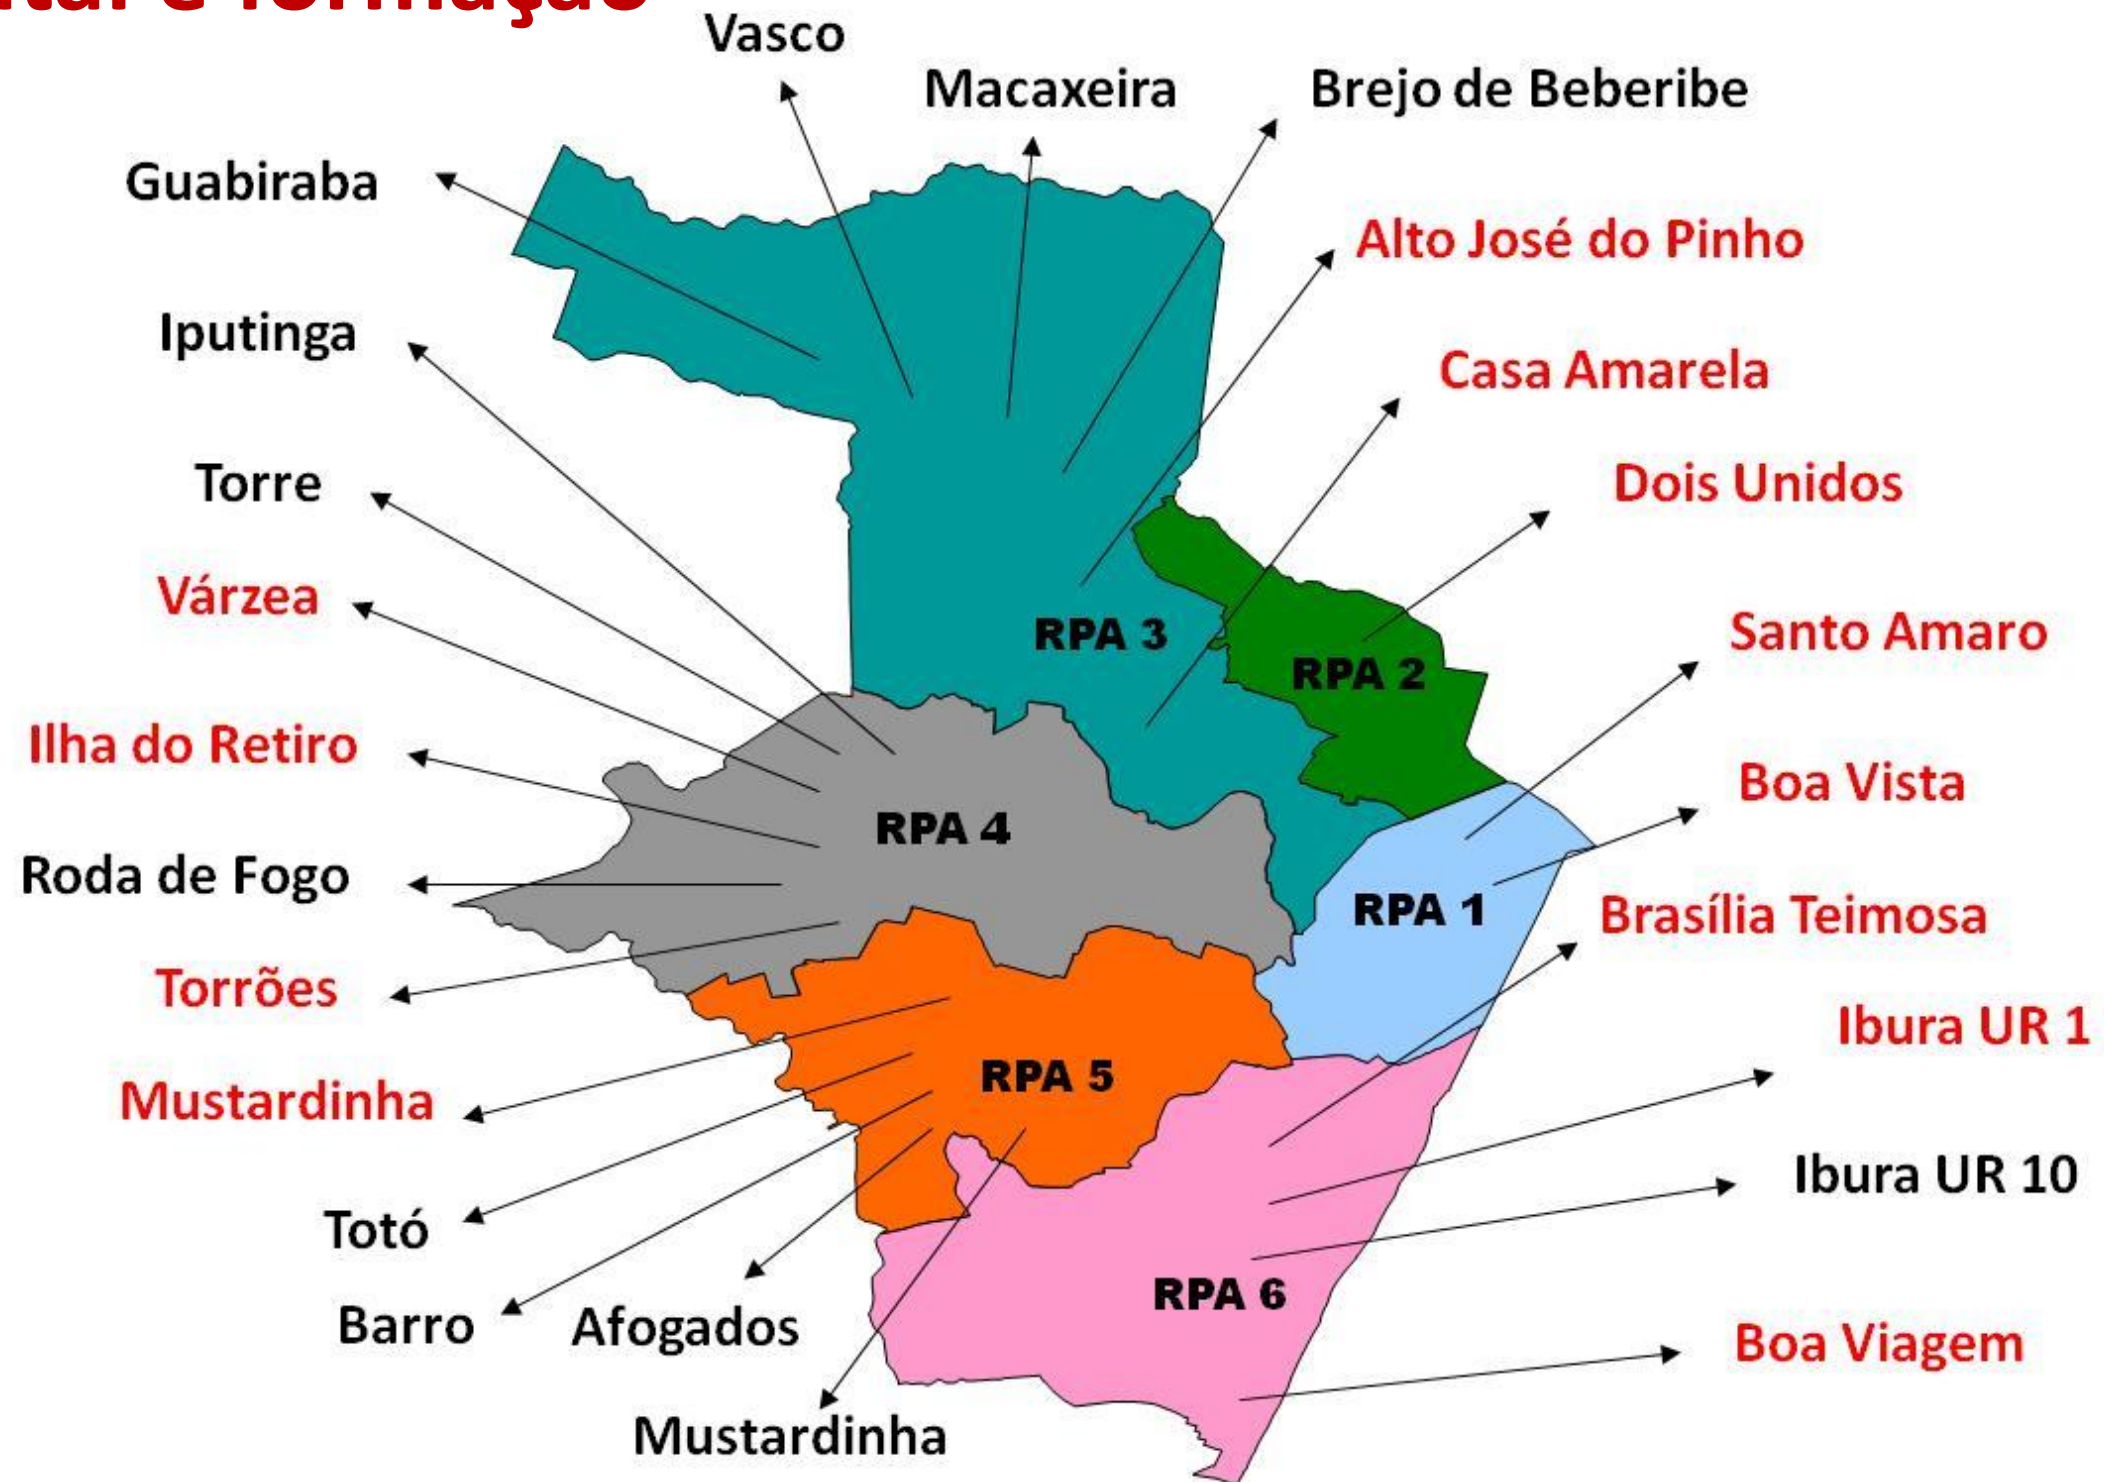 Vasco
Macaxeira
Brejo de Beberibe
Guabiraba
Alto José do Pinho
Iputinga
Casa Amarela
Torre
Dois Unidos
Várzea
RPA 3
Santo Amaro
RPA 2
Ilha do Retiro
Boa Vista
RPA 4
Roda de Fogo
RPA 1
Brasília Teimosa
Torrões
Ibura UR 1
Mustardinha
RPA 5
Ibura UR 10
Totó
RPA 6
Barro
Afogados
Boa Viagem
Mustardinha